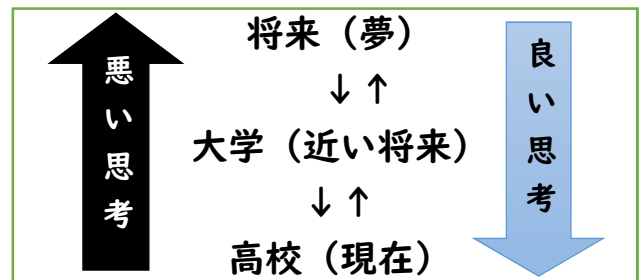 悪い思考
将来（夢）
↓↑
大学（近い将来）
↓↑
高校（現在）
良い思考